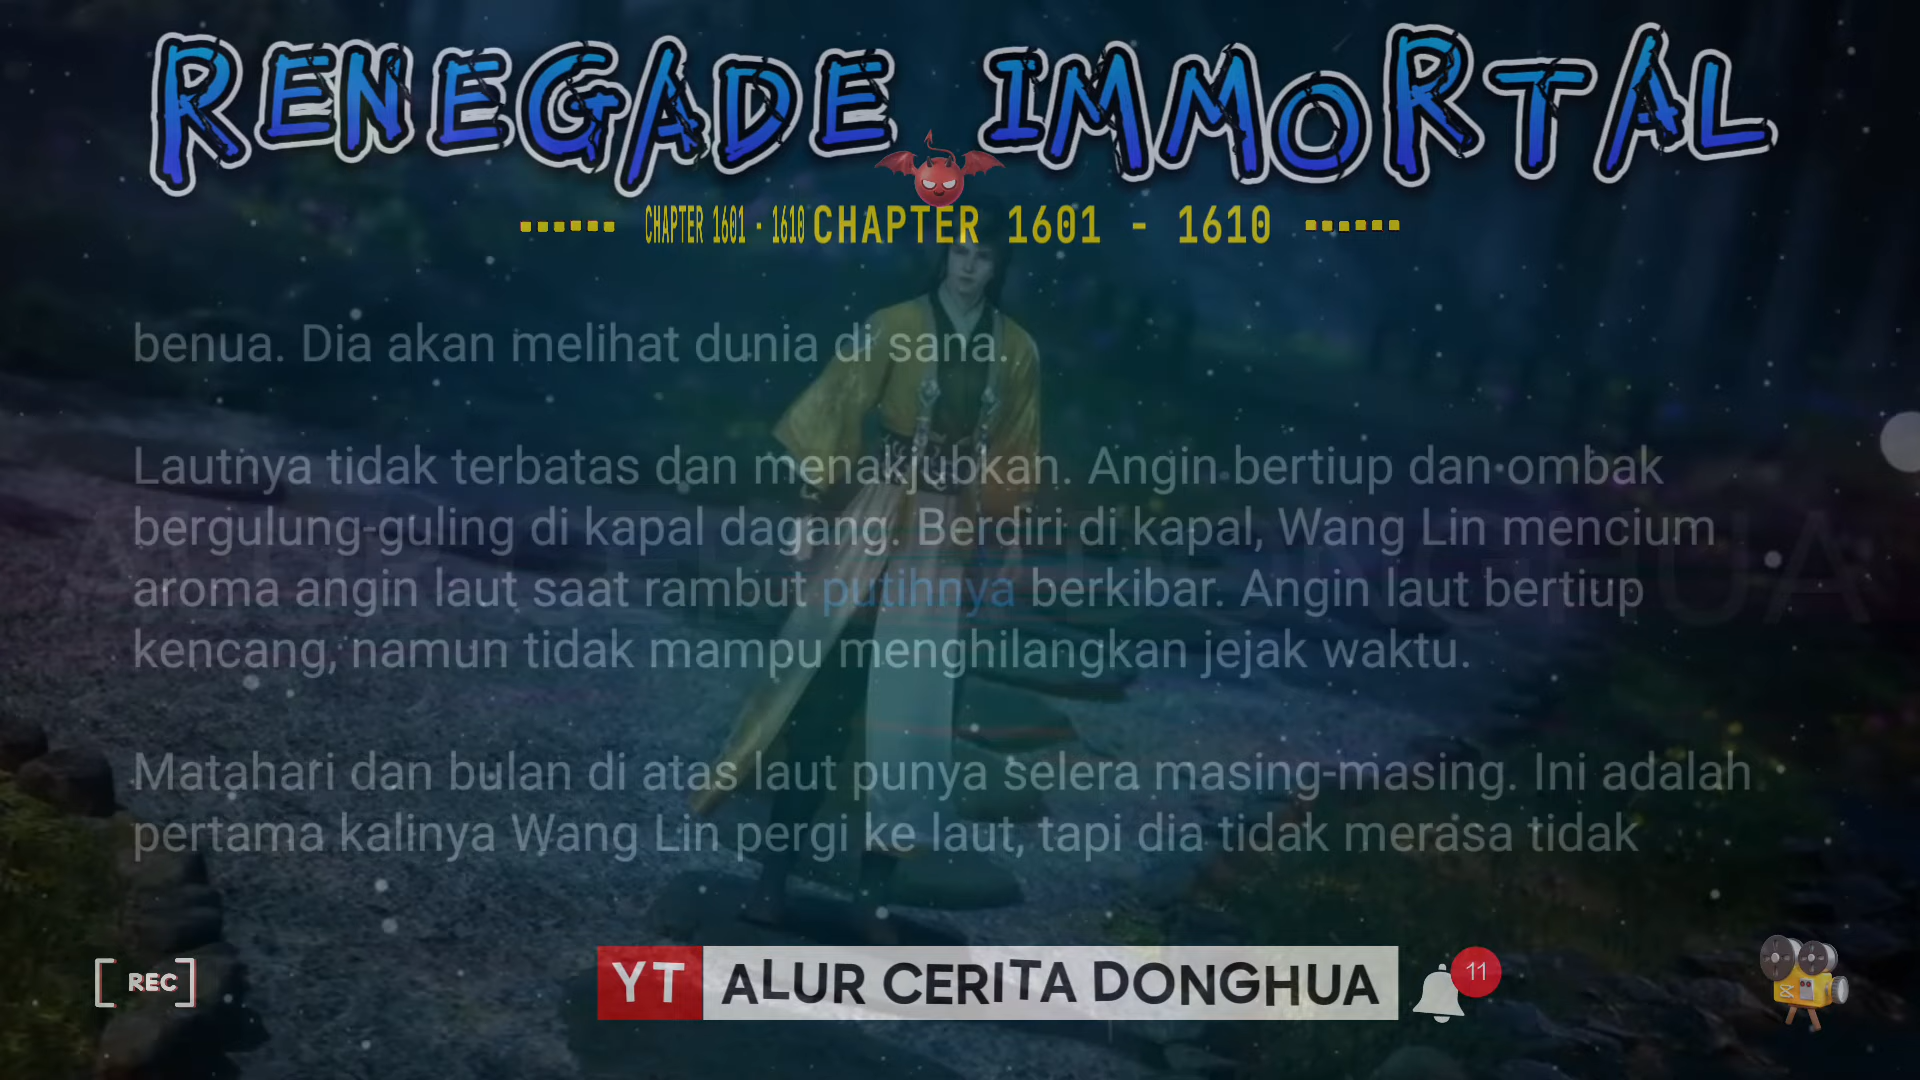 RENEGADE IMMORTAL
CHAPTER 1601 - 1610 CHAPTER 1601 - 1610
benua. Dia akan melihat dunia di sana.
Lautnya tidak terbatas dan menakjubkan. Angin bertiup dan ombak
bergulung-guling di kapal dagang. Berdiri di kapal, Wang Lin mencium
aroma angin laut saat rambut putihnya berkibar. Angin laut bertiup
kencang, namun tidak mampu menghilangkan jejak waktu.
Matahari dan bulan di atas laut punya selera masing-masing. Ini adalah
pertama kalinya Wang Lin pergi ke laut, tapi dia tidak merasa tidak
[ REC ]
YT ALUR CERITA DONGHUA
11